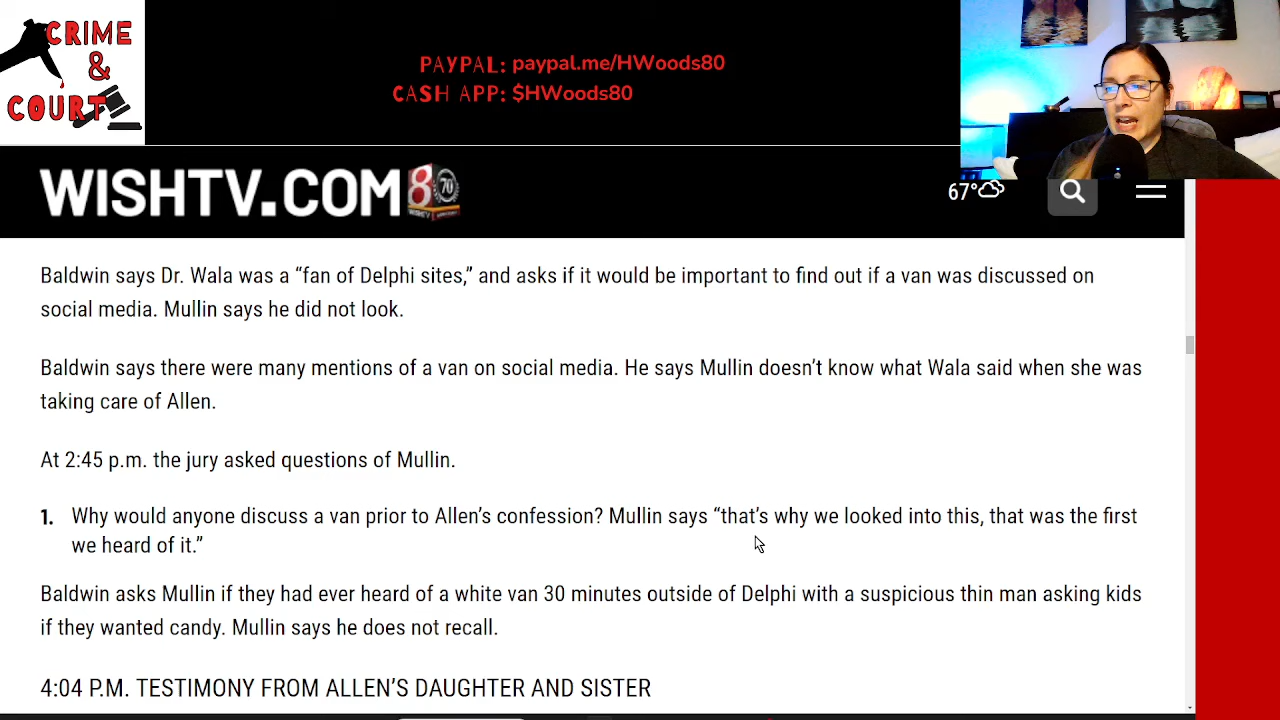 CRIME
&
COURT
PAYPAL: paypal.me/HWoods80
CASH APP: $HWoods80
WISHTV.COM 8 70
67°
Baldwin says Dr. Wala was a “fan of Delphi sites,” and asks if it would be important to find out if a van was discussed on
social media. Mullin says he did not look.
Baldwin says there were many mentions of a van on social media. He says Mullin doesn’t know what Wala said when she was
taking care of Allen.
At 2:45 p.m. the jury asked questions of Mullin.
1. Why would anyone discuss a van prior to Allen’s confession? Mullin says “that’s why we looked into this, that was the first
we heard of it.”
Baldwin asks Mullin if they had ever heard of a white van 30 minutes outside of Delphi with a suspicious thin man asking kids
if they wanted candy. Mullin says he does not recall.
4:04 P.M. TESTIMONY FROM ALLEN’S DAUGHTER AND SISTER